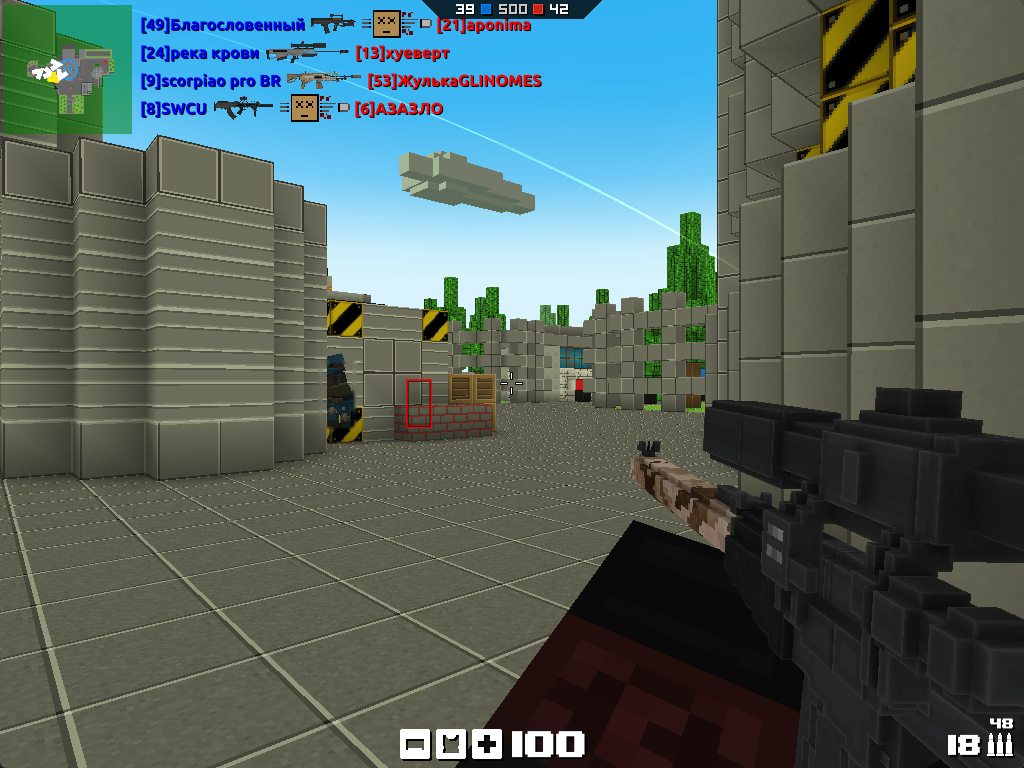 39 500 42
[49]Благословенный [21]aponima
[24]река крови [13]хуеверт
[9]scorpiao pro BR [53]ЖулькаGLINOMES
[8]SWCU [6]АЗАЗЛО
48
100 18